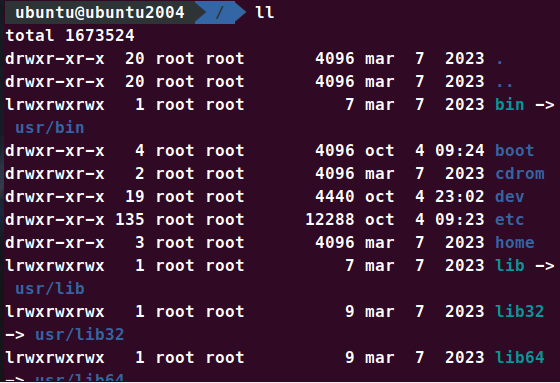 ubuntu@ubuntu2004 / ll
total 1673524
drwxr-xr-x  20 root root       4096 mar  7  2023 .
drwxr-xr-x  20 root root       4096 mar  7  2023 ..
lrwxrwxrwx   1 root root          7 mar  7  2023 bin ->
 usr/bin
drwxr-xr-x   4 root root       4096 oct  4 09:24 boot
drwxr-xr-x   2 root root       4096 mar  7  2023 cdrom
drwxr-xr-x  19 root root       4440 oct  4 23:02 dev
drwxr-xr-x 135 root root      12288 oct  4 09:23 etc
drwxr-xr-x   3 root root       4096 mar  7  2023 home
lrwxrwxrwx   1 root root          7 mar  7  2023 lib ->
 usr/lib
lrwxrwxrwx   1 root root          9 mar  7  2023 lib32
-> usr/lib32
lrwxrwxrwx   1 root root          9 mar  7  2023 lib64
-> usr/lib64